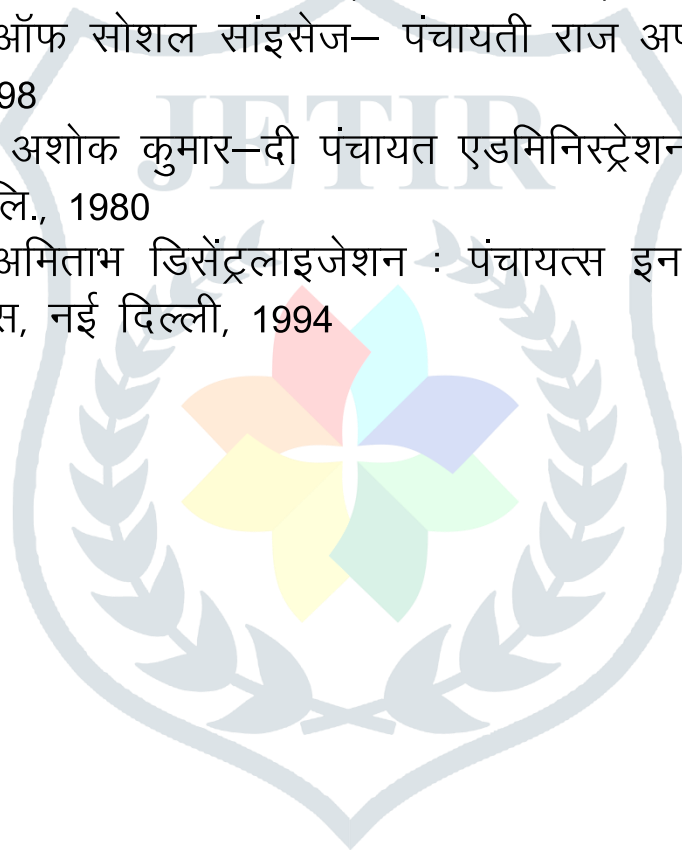 ऑफ सोशल सांइसेज– पंचायती राज अप
98
अशोक कुमार–दी पंचायत एडमिनिस्ट्रेशन
लि., 1980
अमिताभ डिसेंट्रलाइजेशन : पंचायत्स इन
स, नई दिल्ली, 1994
JETIR